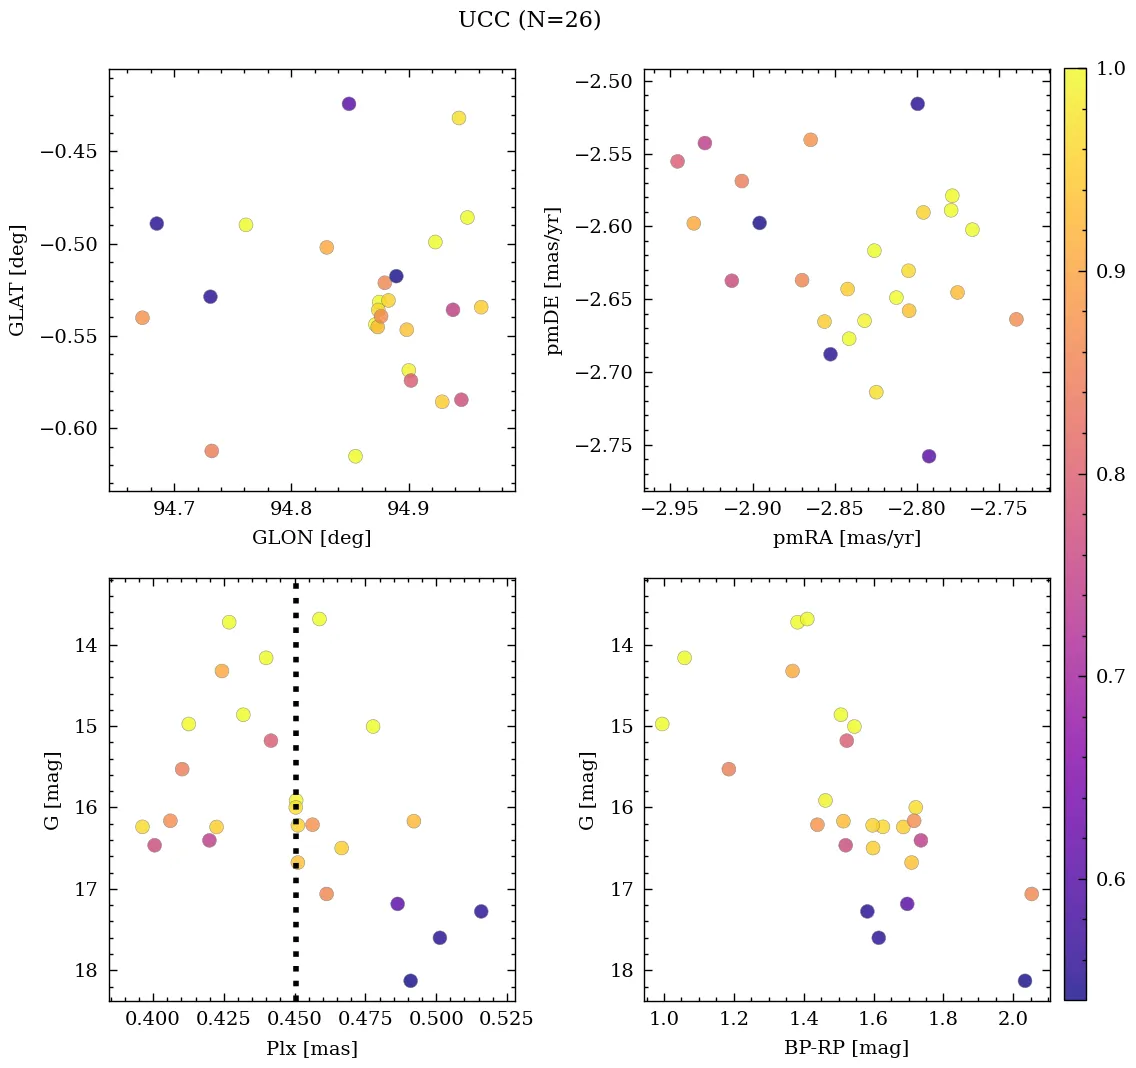 UCC (N=26)
−0.45
−0.50
−0.55
−0.60
GLAT [deg]
94.7 94.8 94.9
GLON [deg]
−2.50
−2.55
−2.60
−2.65
−2.70
−2.75
pmDE [mas/yr]
−2.95 −2.90 −2.85 −2.80 −2.75
pmRA [mas/yr]
1.0
0.9
0.8
0.7
0.6
14
15
16
17
18
G [mag]
0.400 0.425 0.450 0.475 0.500 0.525
Plx [mas]
14
15
16
17
18
G [mag]
1.0 1.2 1.4 1.6 1.8 2.0
BP-RP [mag]